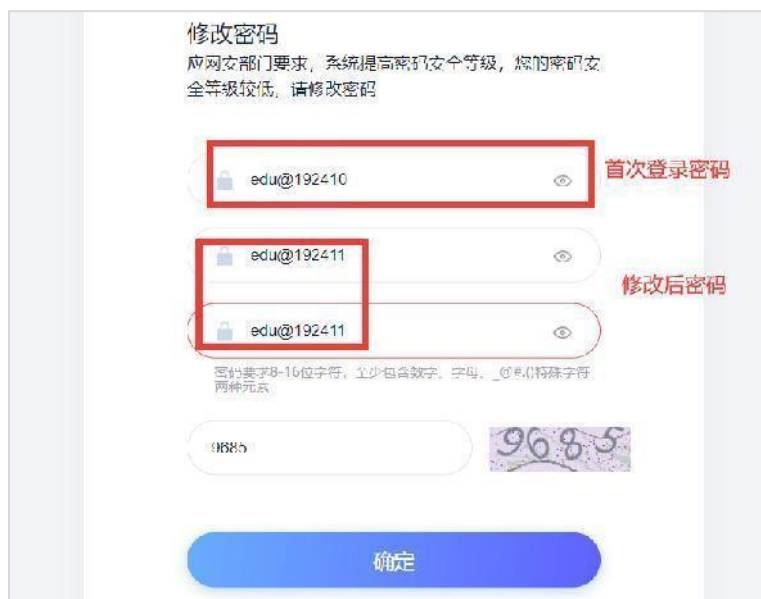 修改密码
应网安部门要求，系统提高密码安全等级，您的密码安
全等级较低，请修改密码
edu@192410
首次登录密码
edu@192411
修改后密码
edu@192411
密码要求8-16位字符，至少包含数字、字母、_@#.()特殊字符
两种元素
9685
9685
确定